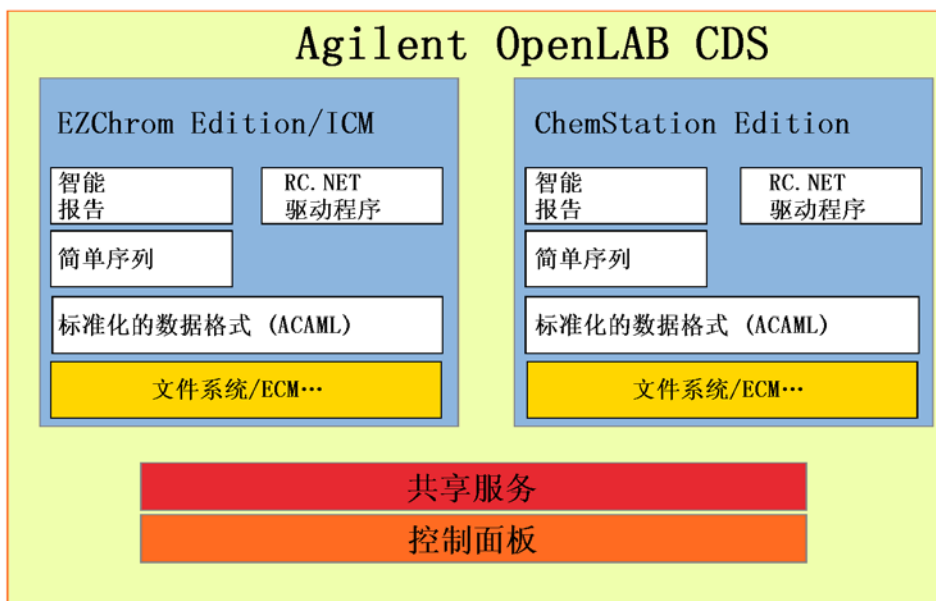 Agilent OpenLAB CDS
EZChrom Edition/ICM
智能
报告
RC.NET
驱动程序
简单序列
标准化的数据格式 (ACAML)
文件系统/ECM…
ChemStation Edition
智能
报告
RC.NET
驱动程序
简单序列
标准化的数据格式 (ACAML)
文件系统/ECM…
共享服务
控制面板